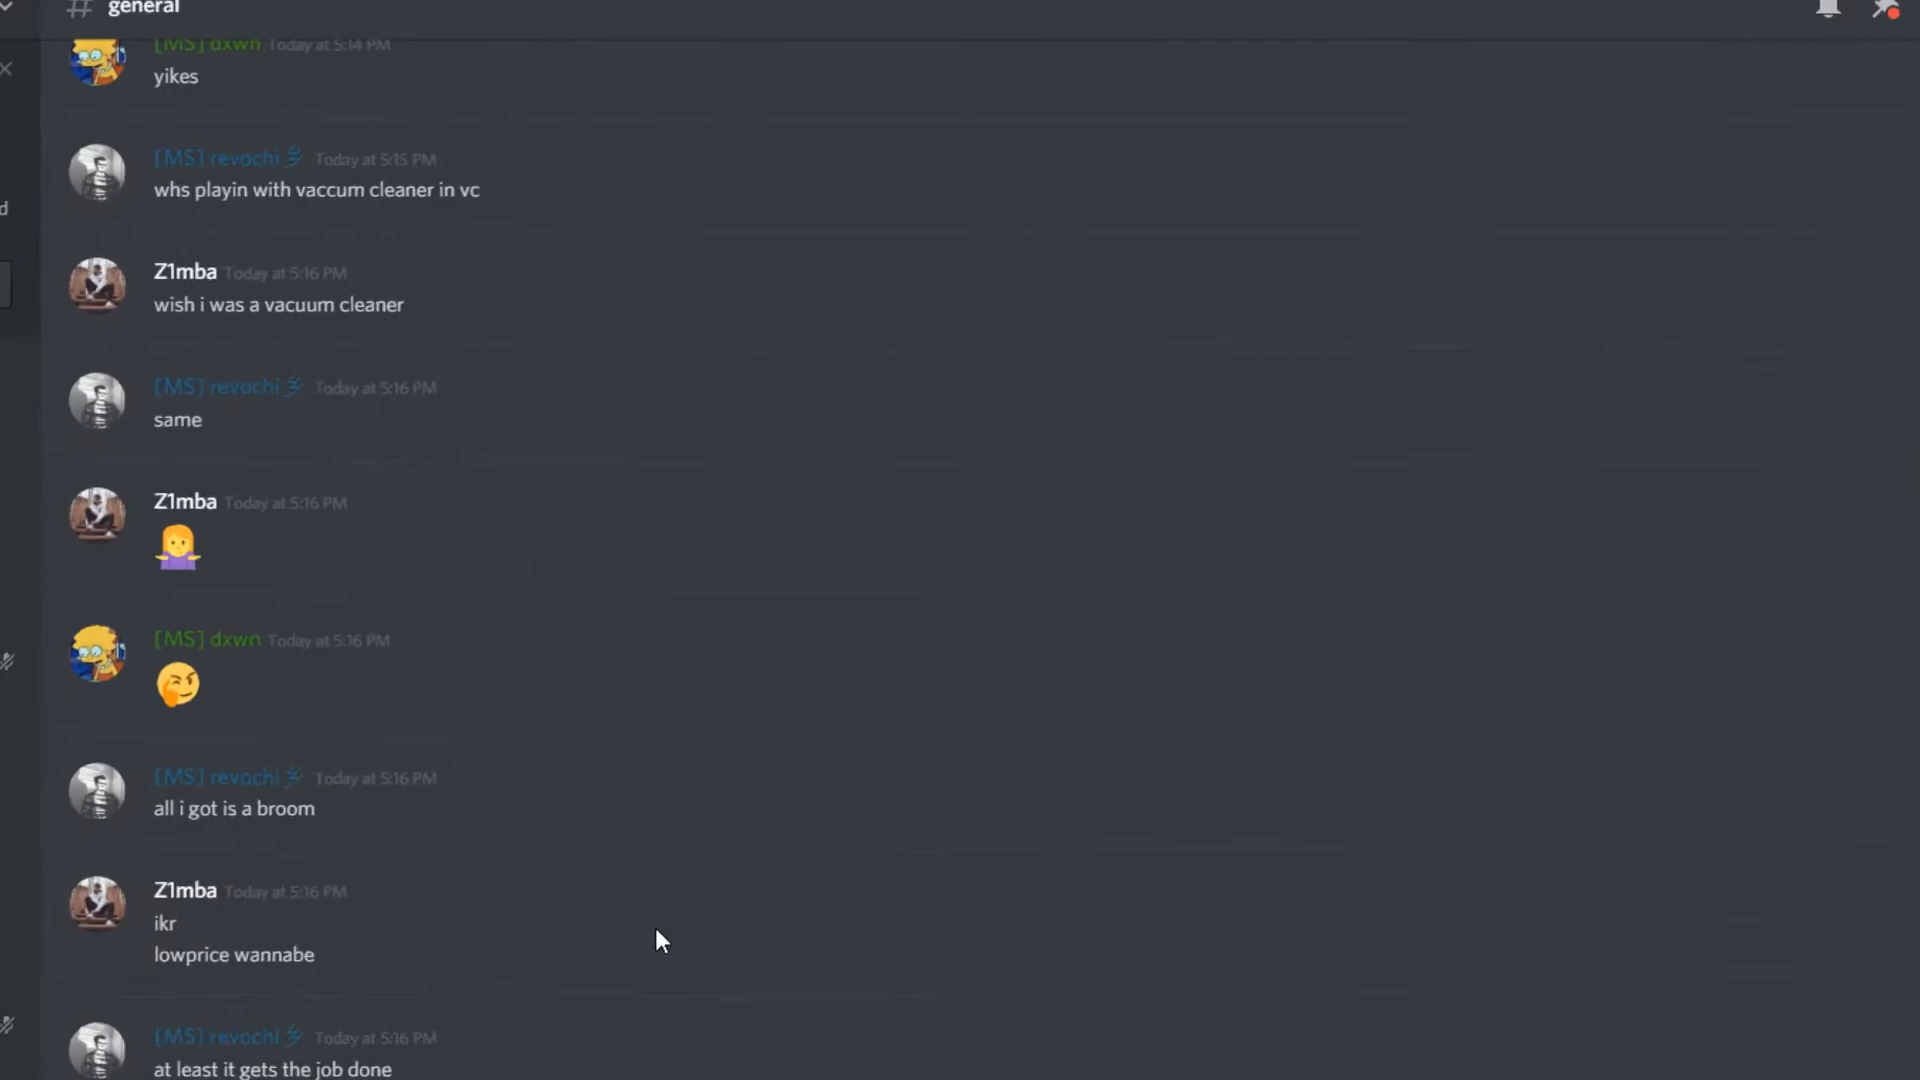 # general
[MS] dxwn Today at 5:14 PM
yikes
[MS] revochi 彡 Today at 5:15 PM
whs playin with vaccum cleaner in vc
Z1mba Today at 5:16 PM
wish i was a vacuum cleaner
[MS] revochi 彡 Today at 5:16 PM
same
Z1mba Today at 5:16 PM
[MS] dxwn Today at 5:16 PM
[MS] revochi 彡 Today at 5:16 PM
all i got is a broom
Z1mba Today at 5:16 PM
ikr
lowprice wannabe
[MS] revochi 彡 Today at 5:16 PM
at least it gets the job done